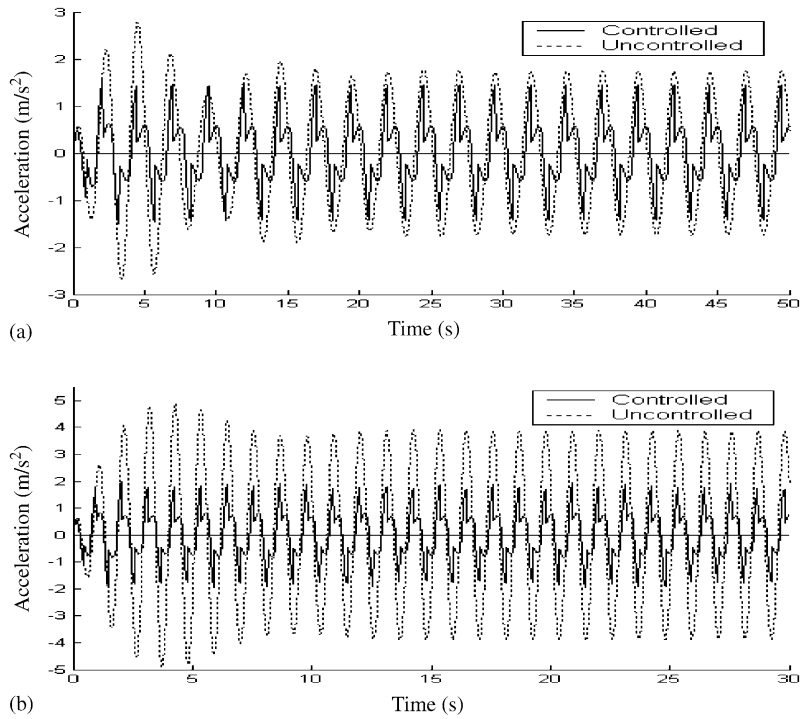 3
2
1
0
-1
-2
-3
Acceleration (m/s²)
Controlled
Uncontrolled
0 5 10 15 20 25 30 35 40 45 50
(a)
Time (s)
5
4
3
2
1
0
-1
-2
-3
-4
-5
Acceleration (m/s²)
Controlled
Uncontrolled
0 5 10 15 20 25 30
(b)
Time (s)